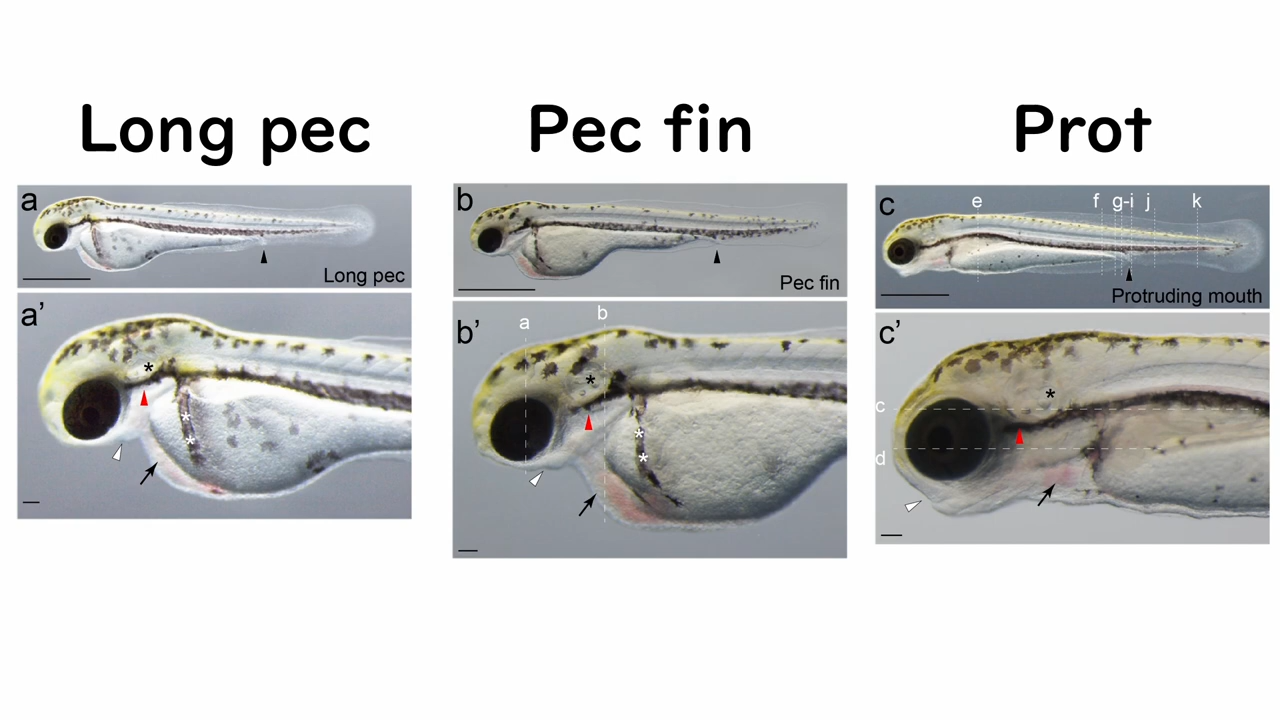 Long pec
Pec fin
Prot
a
Long pec
a’
*
*
*
b
Pec fin
b’
a
b
*
*
*
c
e
f
g-i
j
k
Protruding mouth
c’
c
d
*